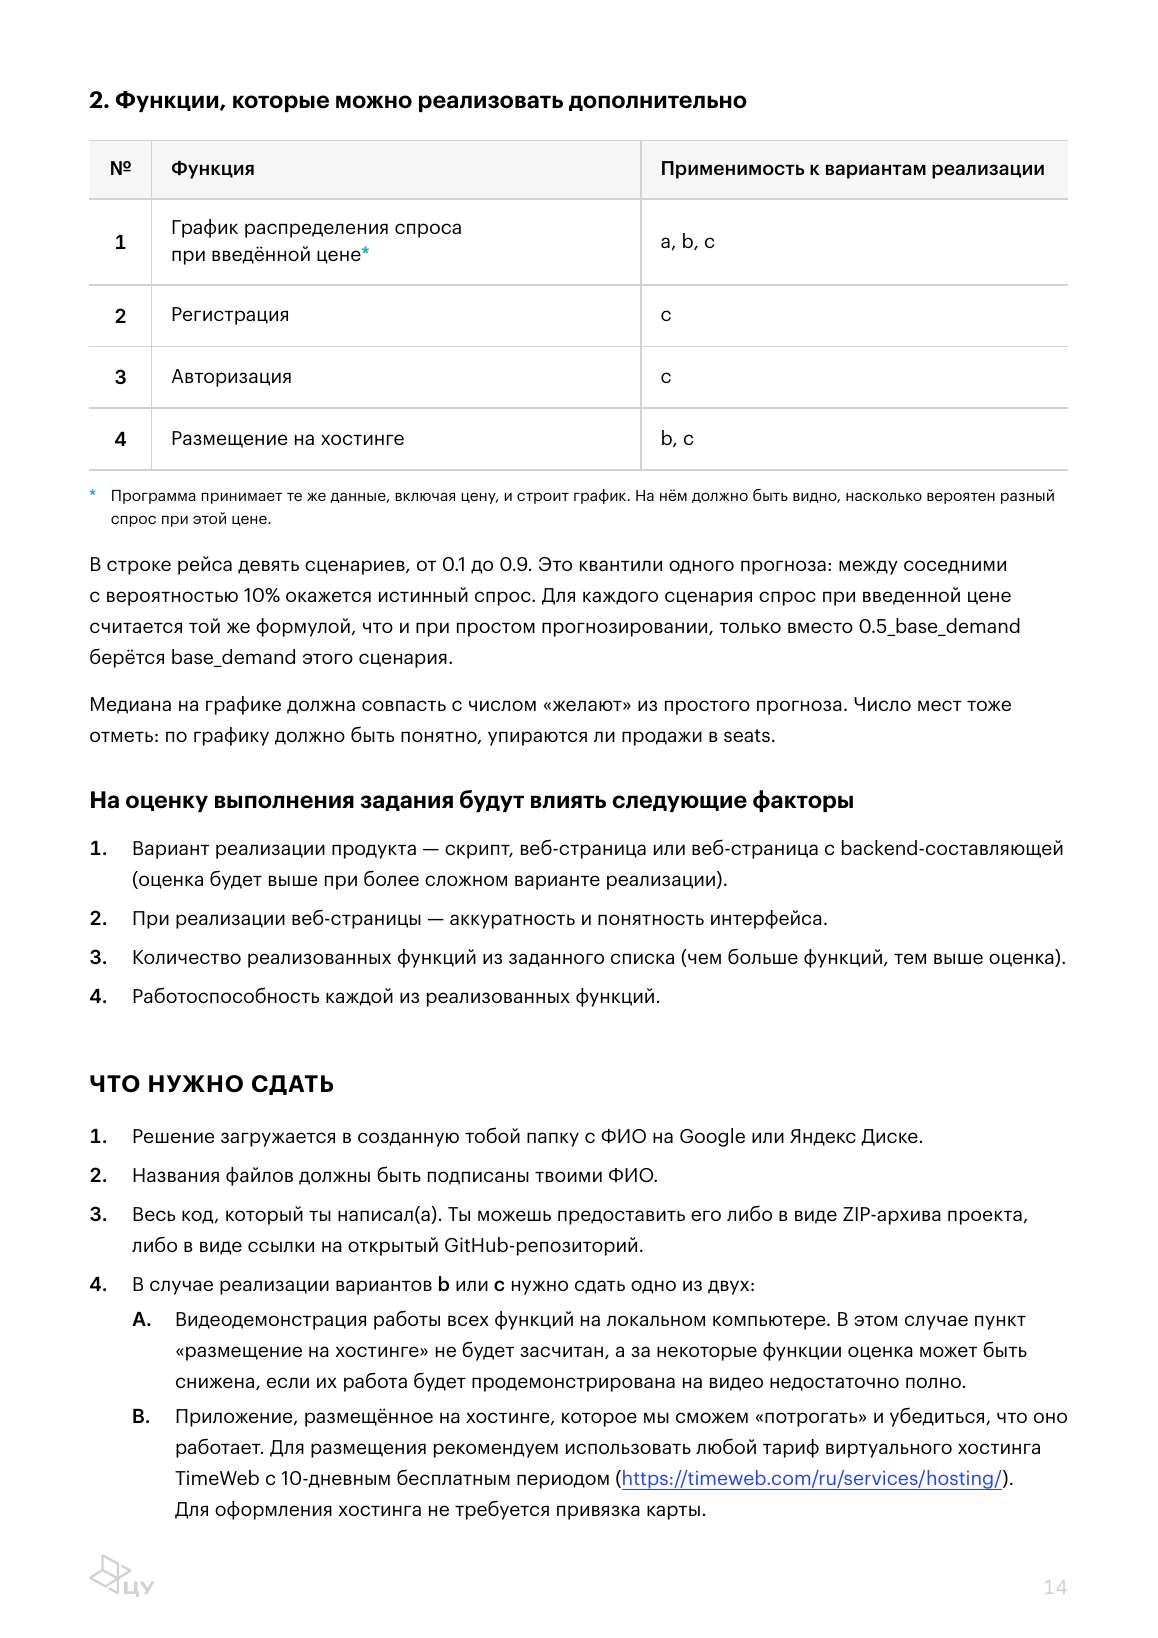 2. Функции, которые можно реализовать дополнительно
№ Функция Применимость к вариантам реализации
1 График распределения спроса
при введённой цене* a, b, c
2 Регистрация c
3 Авторизация c
4 Размещение на хостинге b, c
* Программа принимает те же данные, включая цену, и строит график. На нём должно быть видно, насколько вероятен разный
спрос при этой цене.
В строке рейса девять сценариев, от 0.1 до 0.9. Это квантили одного прогноза: между соседними
с вероятностью 10% окажется истинный спрос. Для каждого сценария спрос при введенной цене
считается той же формулой, что и при простом прогнозировании, только вместо 0.5_base_demand
берётся base_demand этого сценария.
Медиана на графике должна совпасть с числом «желают» из простого прогноза. Число мест тоже
отметь: по графику должно быть понятно, упираются ли продажи в seats.
На оценку выполнения задания будут влиять следующие факторы
1. Вариант реализации продукта — скрипт, веб-страница или веб-страница с backend-составляющей
(оценка будет выше при более сложном варианте реализации).
2. При реализации веб-страницы — аккуратность и понятность интерфейса.
3. Количество реализованных функций из заданного списка (чем больше функций, тем выше оценка).
4. Работоспособность каждой из реализованных функций.
ЧТО НУЖНО СДАТЬ
1. Решение загружается в созданную тобой папку с ФИО на Google или Яндекс Диске.
2. Названия файлов должны быть подписаны твоими ФИО.
3. Весь код, который ты написал(а). Ты можешь предоставить его либо в виде ZIP-архива проекта,
либо в виде ссылки на открытый GitHub-репозиторий.
4. В случае реализации вариантов b или c нужно сдать одно из двух:
A. Видеодемонстрация работы всех функций на локальном компьютере. В этом случае пункт
«размещение на хостинге» не будет засчитан, а за некоторые функции оценка может быть
снижена, если их работа будет продемонстрирована на видео недостаточно полно.
B. Приложение, размещённое на хостинге, которое мы сможем «потрогать» и убедиться, что оно
работает. Для размещения рекомендуем использовать любой тариф виртуального хостинга
TimeWeb с 10-дневным бесплатным периодом (https://timeweb.com/ru/services/hosting/).
Для оформления хостинга не требуется привязка карты.
ЦУ
14